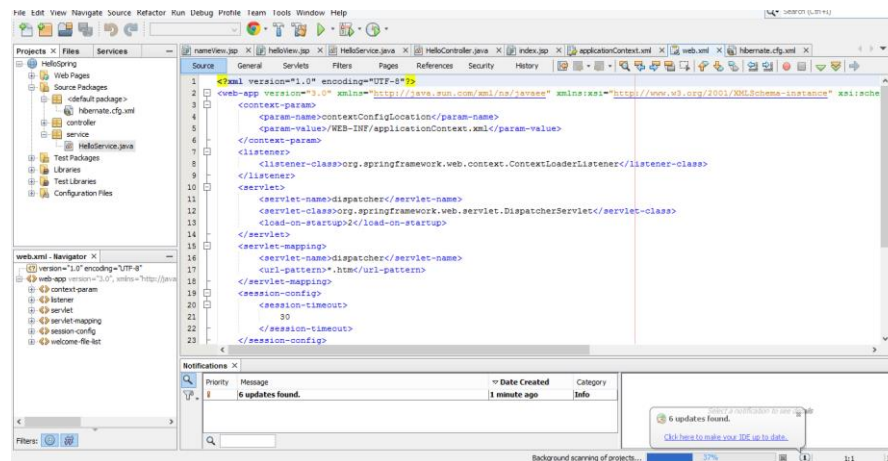 File Edit View Navigate Source Refactor Run Debug Profile Team Tools Window Help
Search (Ctrl+I)
Projects × Files Services
nameView.jsp × helloView.jsp × HelloService.java × HelloController.java × index.jsp × applicationContext.xml × web.xml × hibernate.cfg.xml ×
Source General Servlets Filters Pages References Security History
HelloSpring
Web Pages
Source Packages
<default package>
hibernate.cfg.xml
controller
service
HelloService.java
Test Packages
Libraries
Test Libraries
Configuration Files
1 <?xml version="1.0" encoding="UTF-8"?>
2 <web-app version="3.0" xmlns="http://java.sun.com/xml/ns/javaee" xmlns:xsi="http://www.w3.org/2001/XMLSchema-instance" xsi:sche
3 <context-param>
4 <param-name>contextConfigLocation</param-name>
5 <param-value>/WEB-INF/applicationContext.xml</param-value>
6 </context-param>
7 <listener>
8 <listener-class>org.springframework.web.context.ContextLoaderListener</listener-class>
9 </listener>
10 <servlet>
11 <servlet-name>dispatcher</servlet-name>
12 <servlet-class>org.springframework.web.servlet.DispatcherServlet</servlet-class>
13 <load-on-startup>2</load-on-startup>
14 </servlet>
15 <servlet-mapping>
16 <servlet-name>dispatcher</servlet-name>
17 <url-pattern>*.htm</url-pattern>
18 </servlet-mapping>
19 <session-config>
20 <session-timeout>
21 30
22 </session-timeout>
23 </session-config>
web.xml - Navigator ×
version="1.0" encoding="UTF-8"
web-app version="3.0", xmlns="http://java
context-param
listener
servlet
servlet-mapping
session-config
welcome-file-list
Filters:
Notifications ×
Priority Message Date Created Category
6 updates found. 1 minute ago Info
Select a notification to see
6 updates found.
Click here to make your IDE up to date.
Background scanning of projects... 37% 1:1